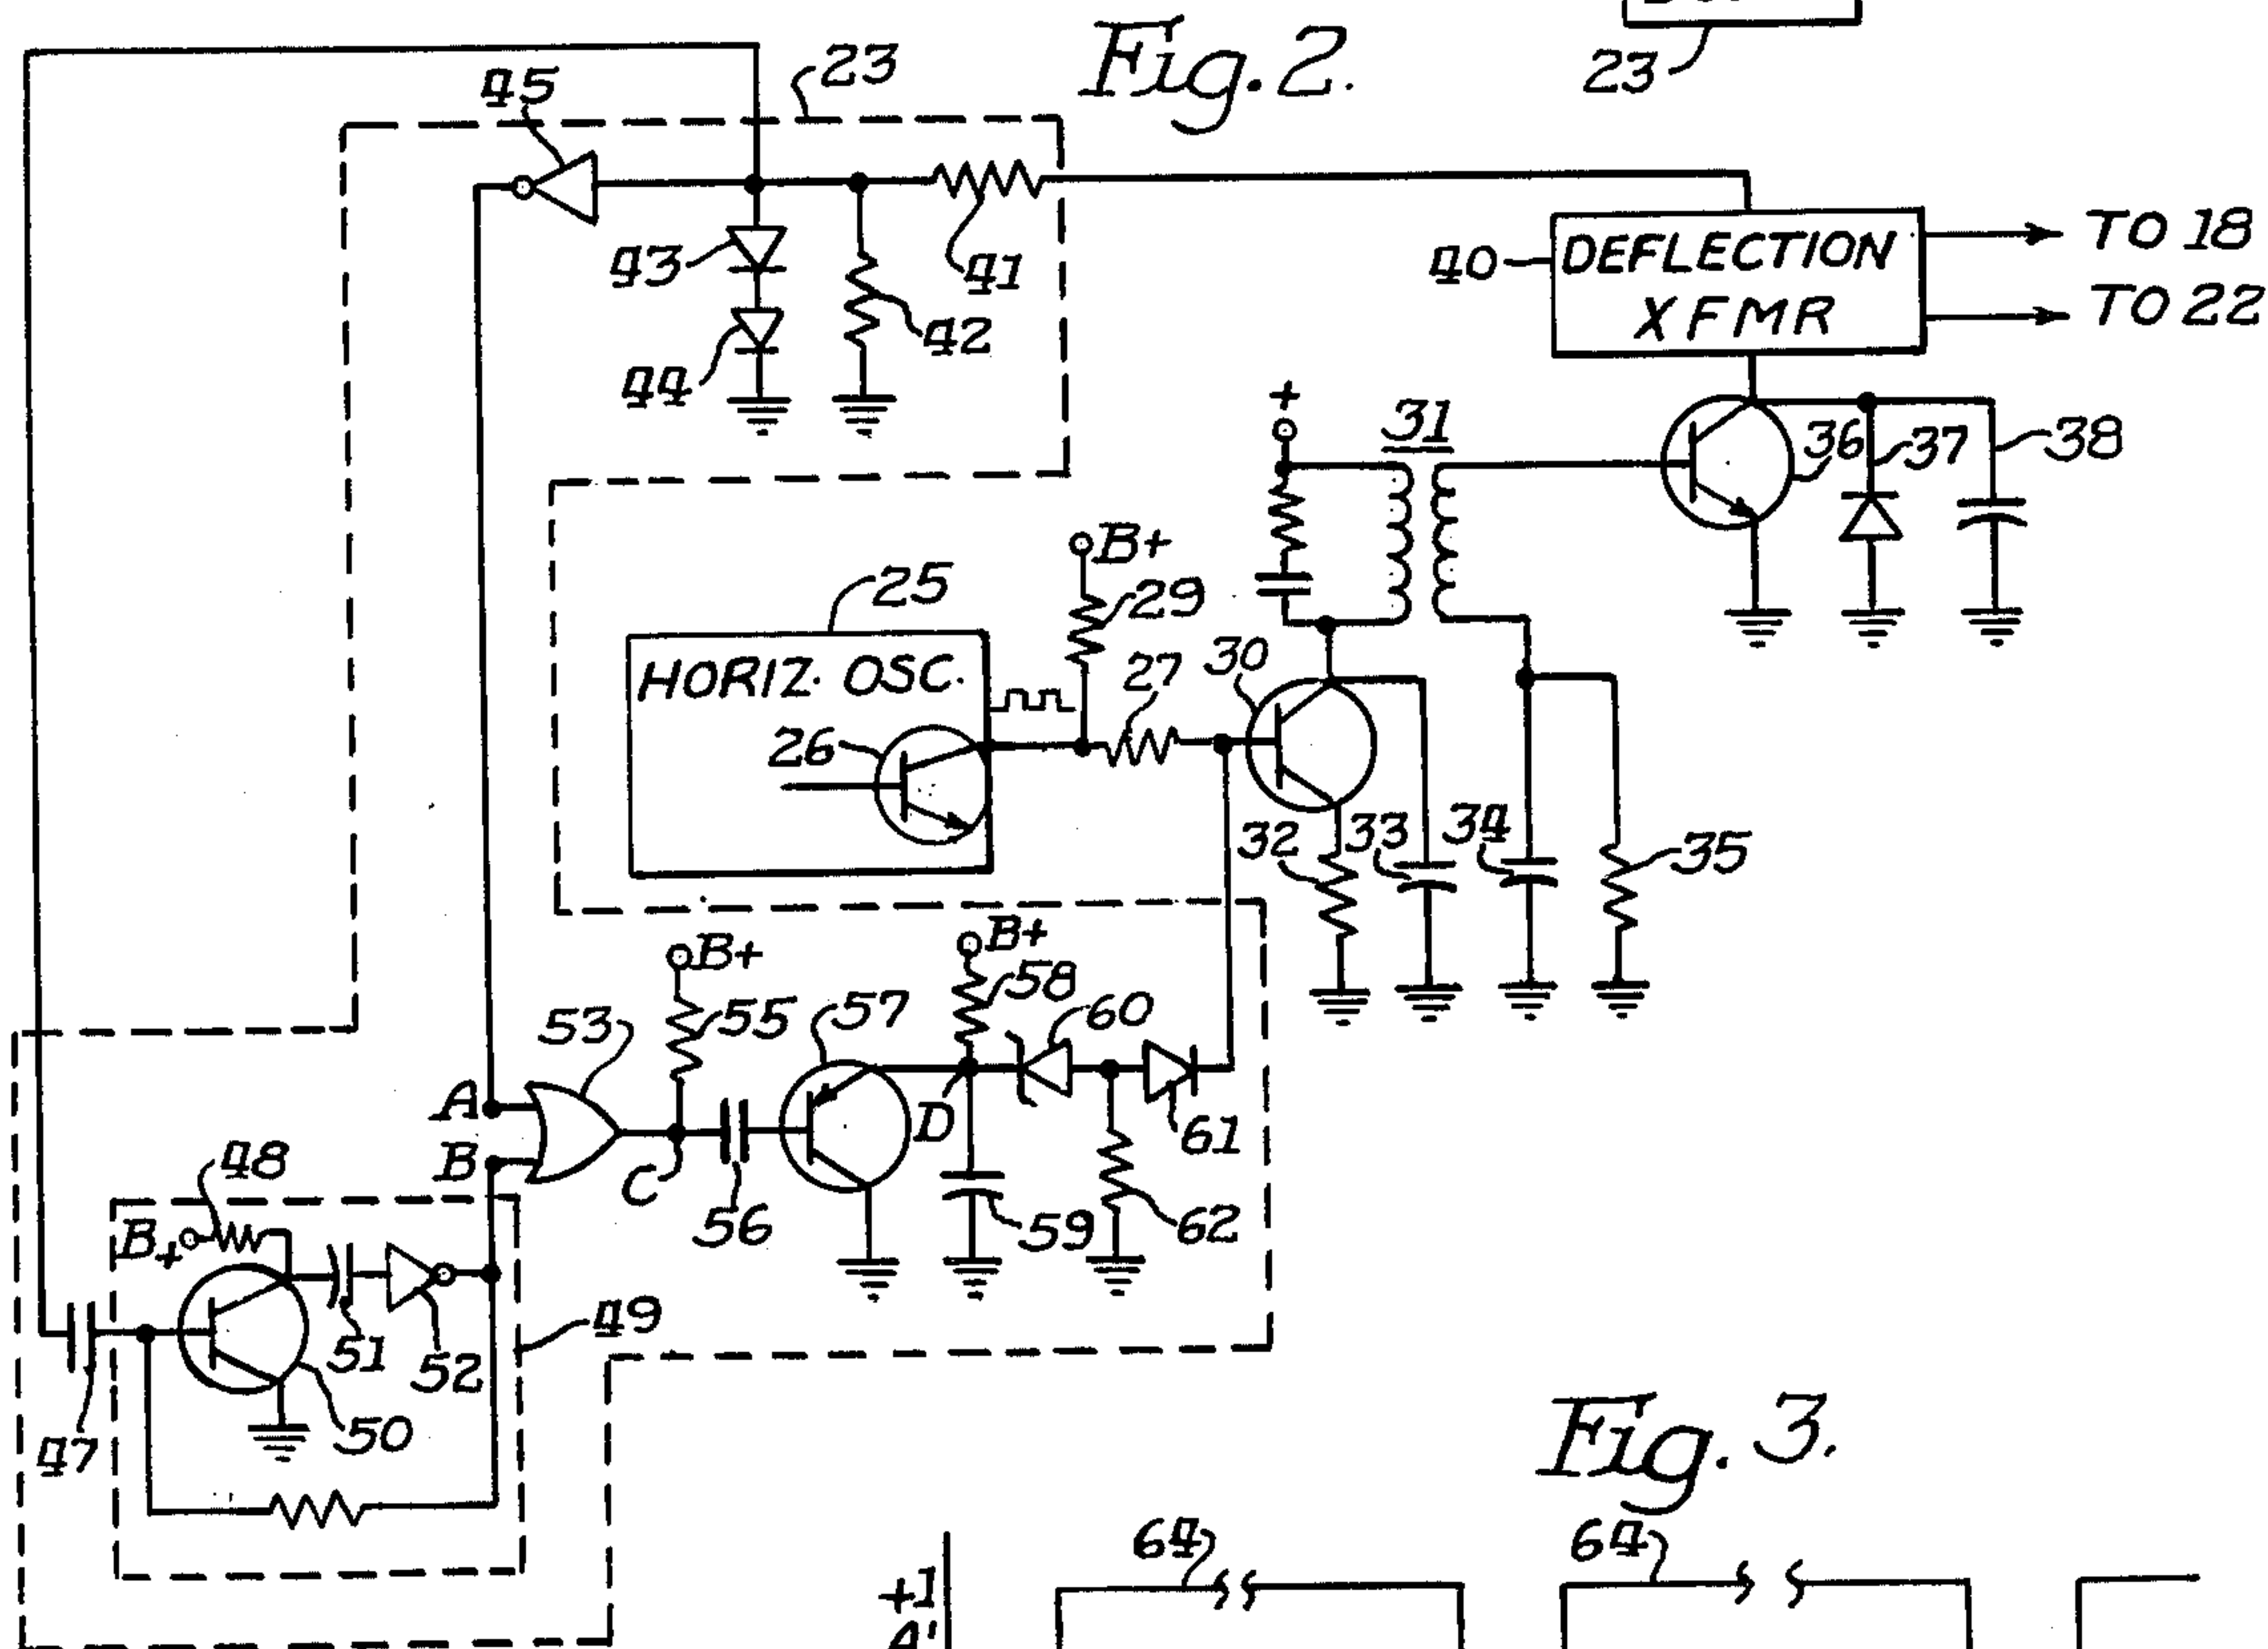 Fig. 2.
23
23
45
43
44
41
42
40
DEFLECTION
XFMR
TO 18
TO 22
+
31
36
37
38
B+
29
25
HORIZ. OSC.
26
27
30
32
33
34
35
B+
55
53
57
B+
58
60
61
A
B
C
D
56
59
62
48
B+
51
52
49
47
50
Fig. 3.
64
64
+1
A'